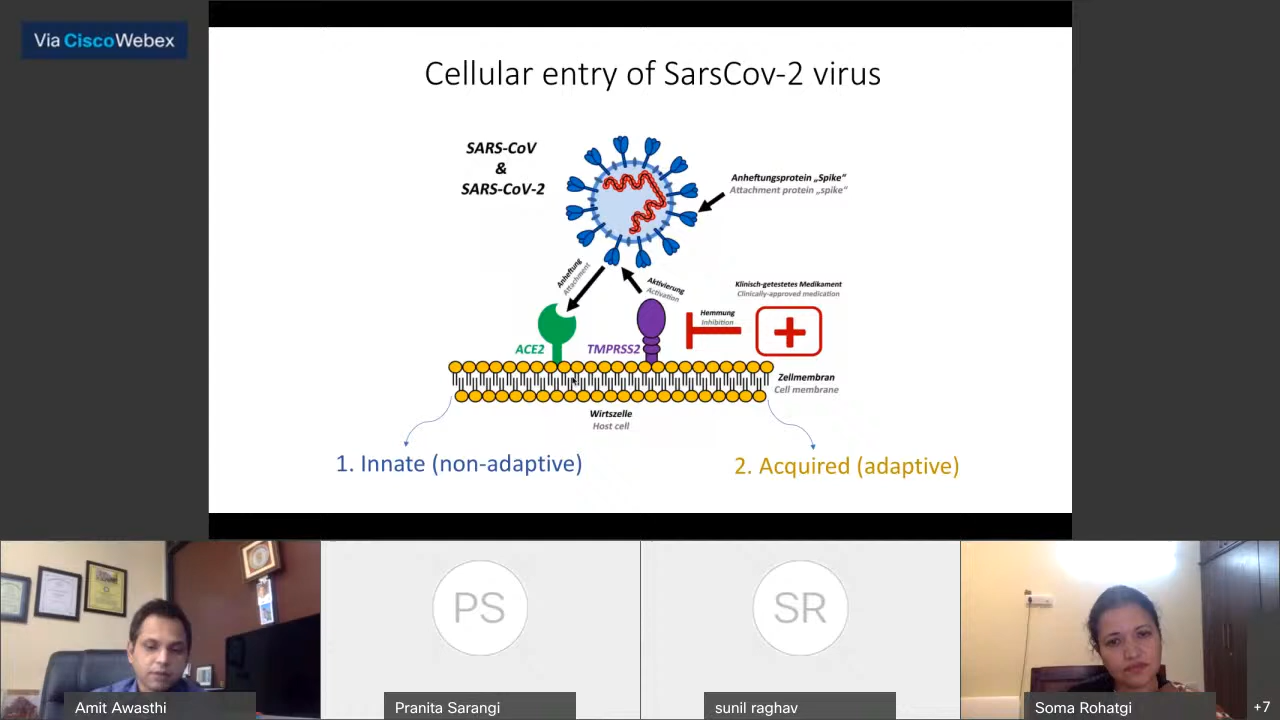 Via Cisco Webex
Cellular entry of SarsCov-2 virus
SARS-CoV
&
SARS-CoV-2
Anheftungsprotein „Spike“
Attachment protein „spike“
Anheftung
Attachment
Aktivierung
Activation
Klinisch-getestetes Medikament
Clinically-approved medication
Hemmung
Inhibition
ACE2
TMPRSS2
Zellmembran
Cell membrane
Wirtszelle
Host cell
1. Innate (non-adaptive)
2. Acquired (adaptive)
PS
SR
Amit Awasthi
Pranita Sarangi
sunil raghav
Soma Rohatgi
+7